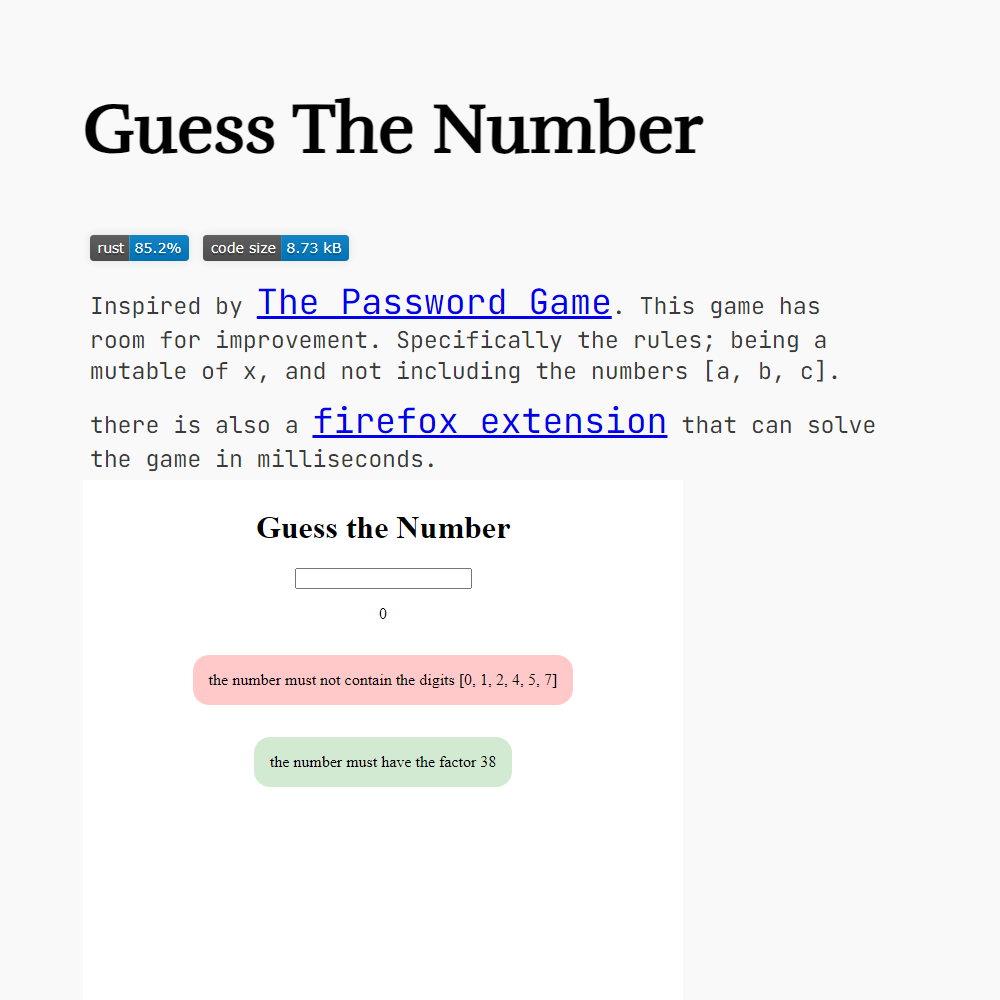 Guess The Number
rust 85.2% code size 8.73 kB
Inspired by The Password Game. This game has
room for improvement. Specifically the rules; being a
mutable of x, and not including the numbers [a, b, c].
there is also a firefox extension that can solve
the game in milliseconds.
Guess the Number
0
the number must not contain the digits [0, 1, 2, 4, 5, 7]
the number must have the factor 38